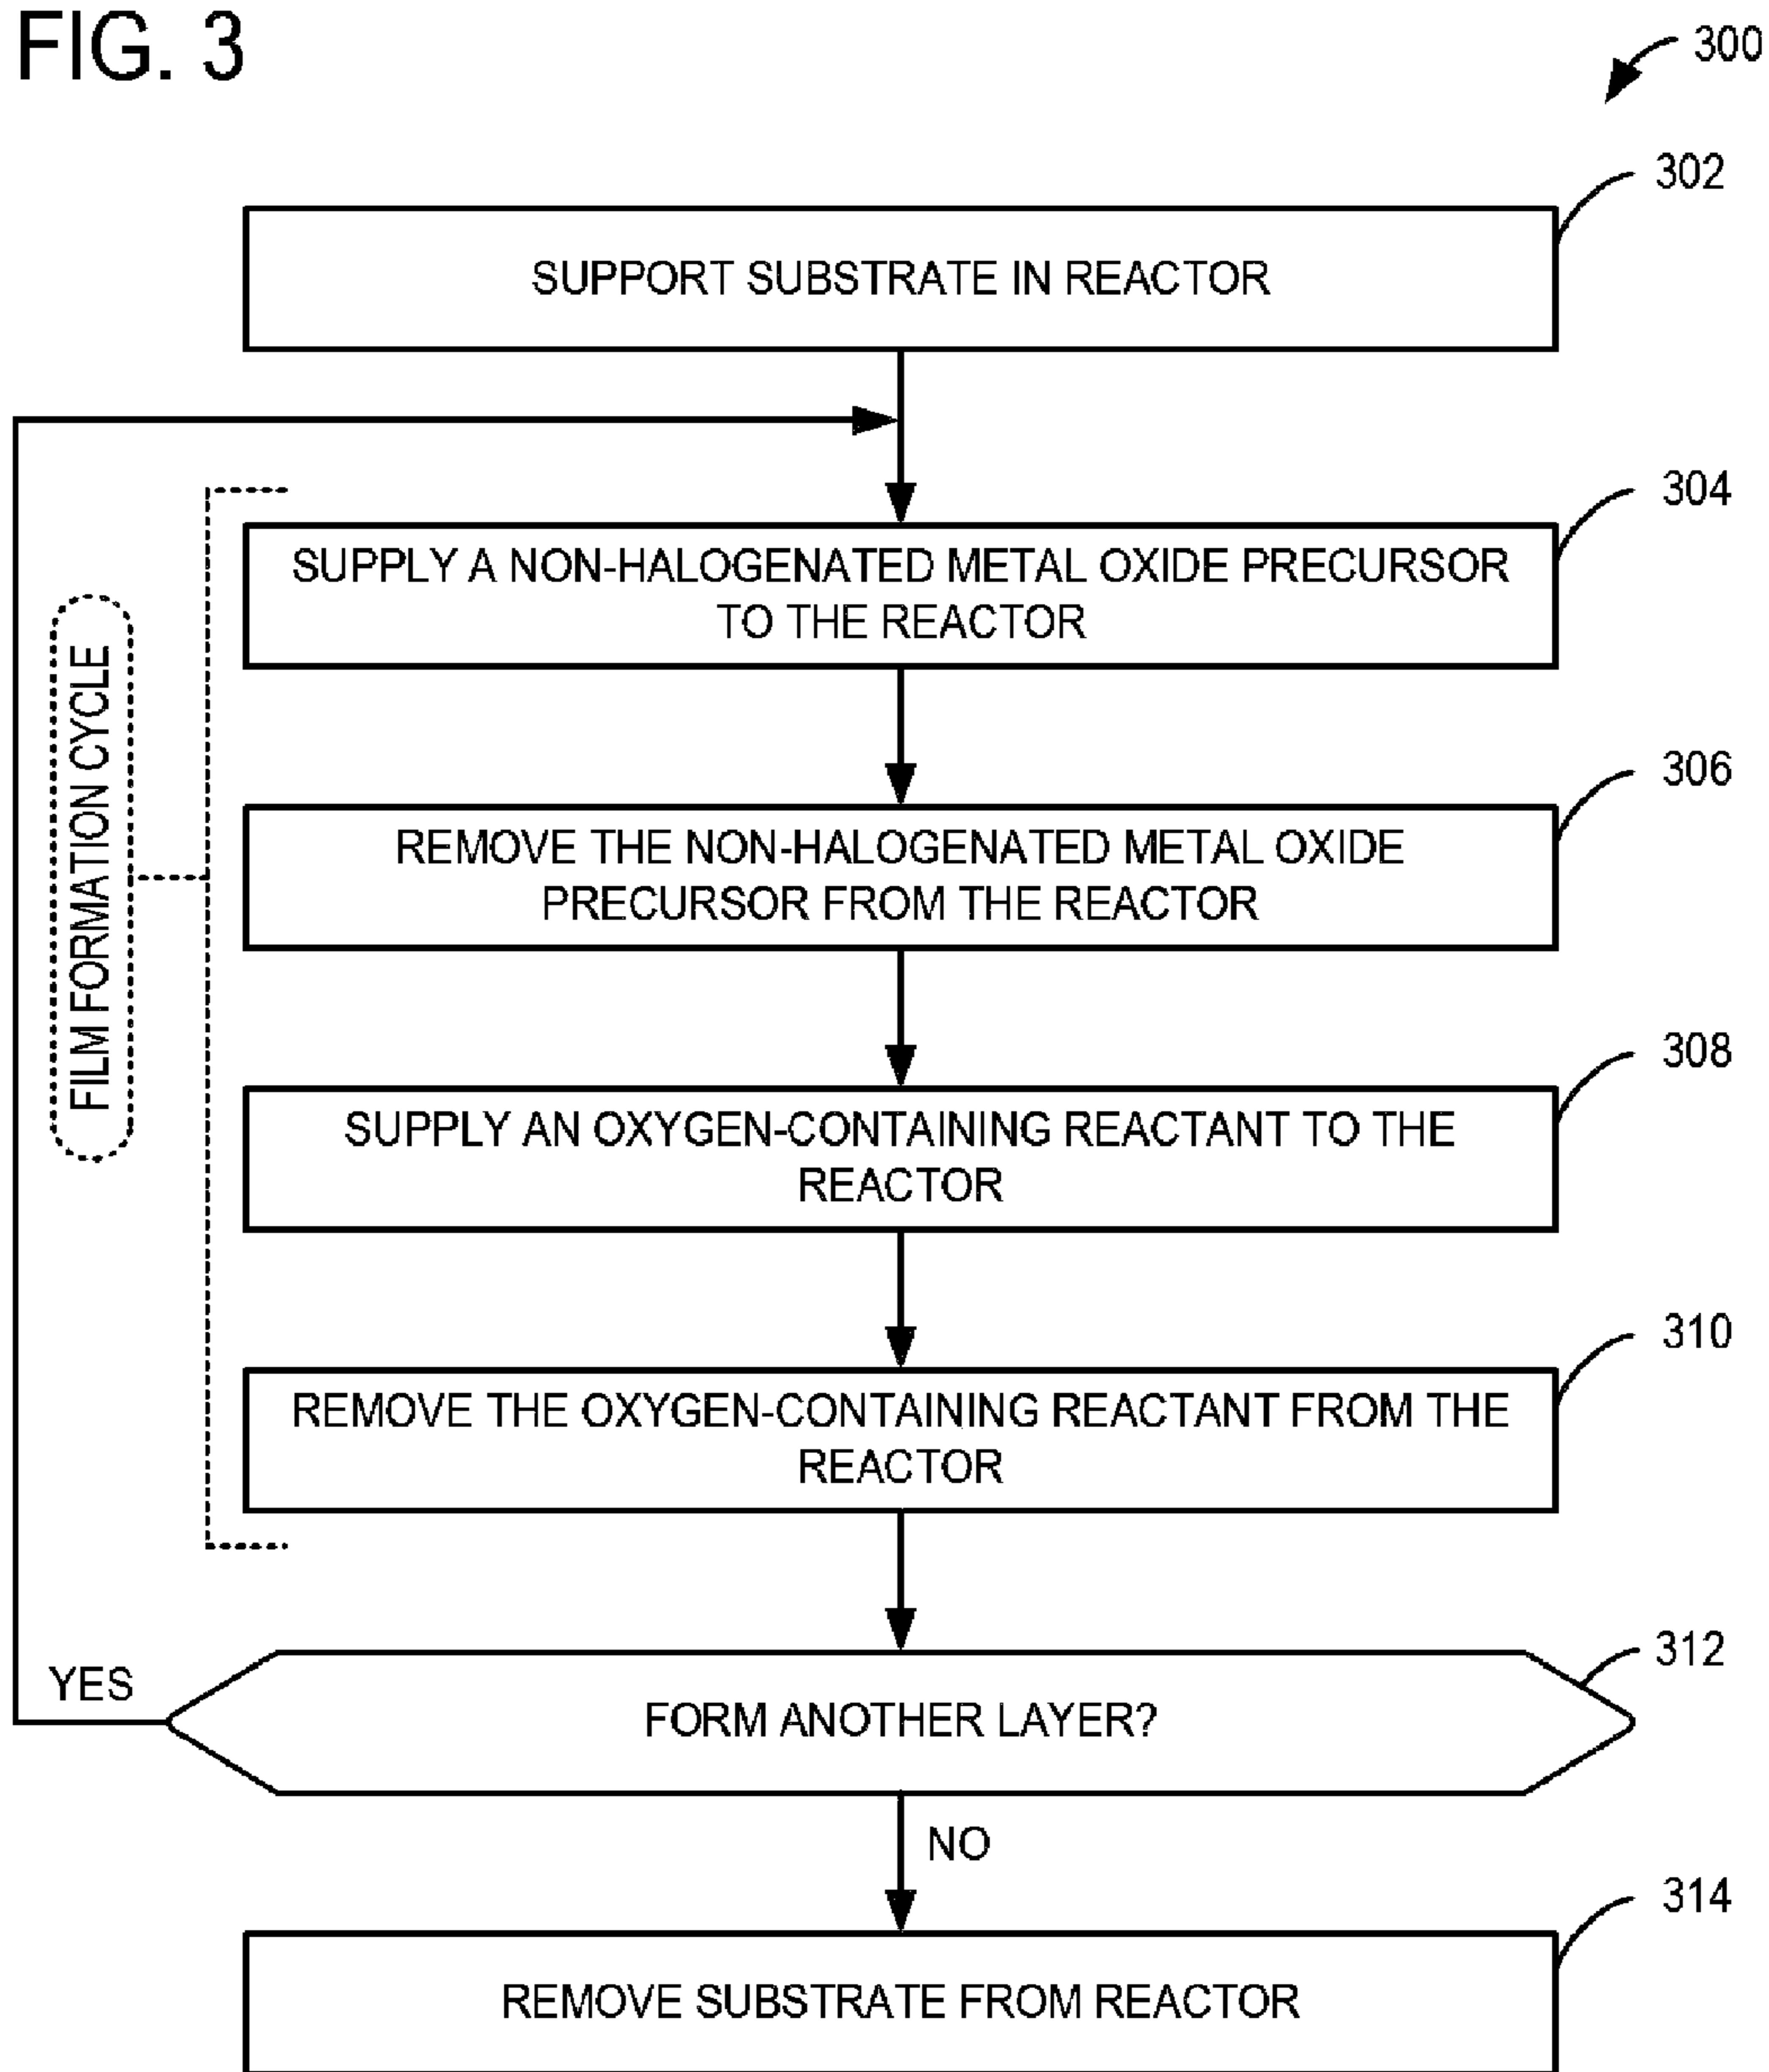 FIG. 3
300
302
SUPPORT SUBSTRATE IN REACTOR
304
SUPPLY A NON-HALOGENATED METAL OXIDE PRECURSOR
TO THE REACTOR
306
REMOVE THE NON-HALOGENATED METAL OXIDE
PRECURSOR FROM THE REACTOR
FILM FORMATION CYCLE
308
SUPPLY AN OXYGEN-CONTAINING REACTANT TO THE
REACTOR
310
REMOVE THE OXYGEN-CONTAINING REACTANT FROM THE
REACTOR
312
YES
FORM ANOTHER LAYER?
NO
314
REMOVE SUBSTRATE FROM REACTOR